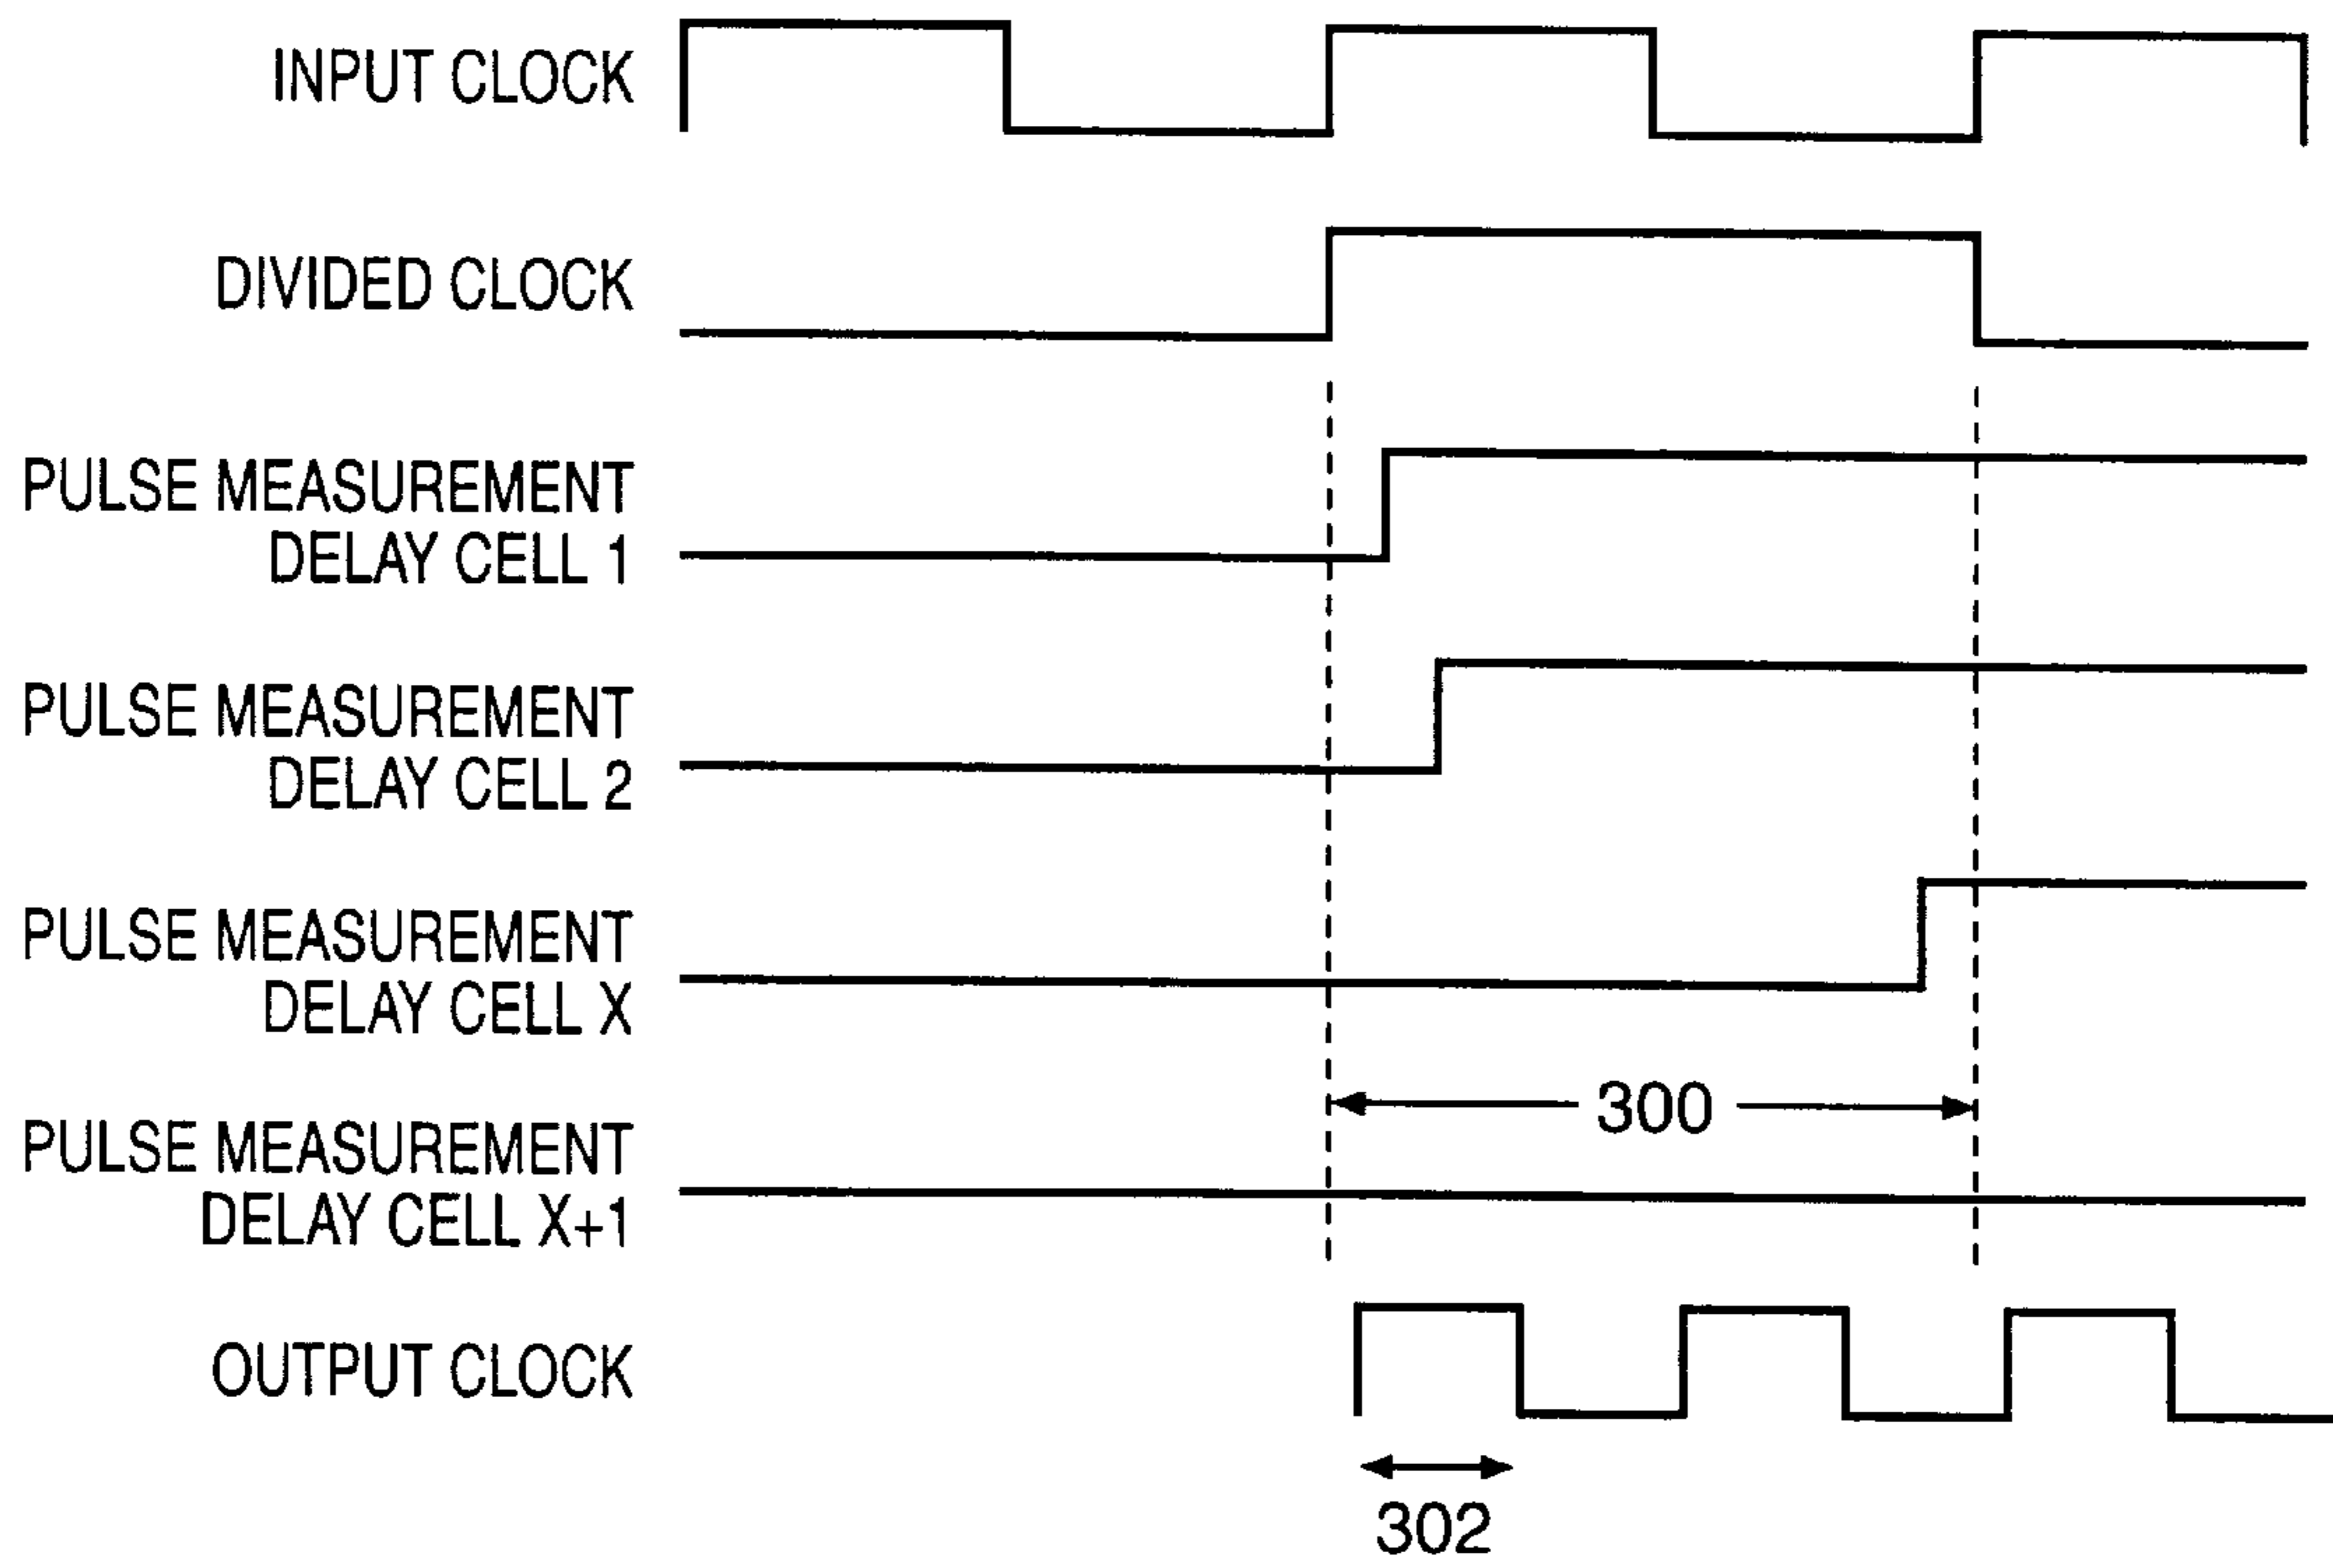 INPUT CLOCK
DIVIDED CLOCK
PULSE MEASUREMENT
DELAY CELL 1
PULSE MEASUREMENT
DELAY CELL 2
PULSE MEASUREMENT
DELAY CELL X
300
PULSE MEASUREMENT
DELAY CELL X+1
OUTPUT CLOCK
302